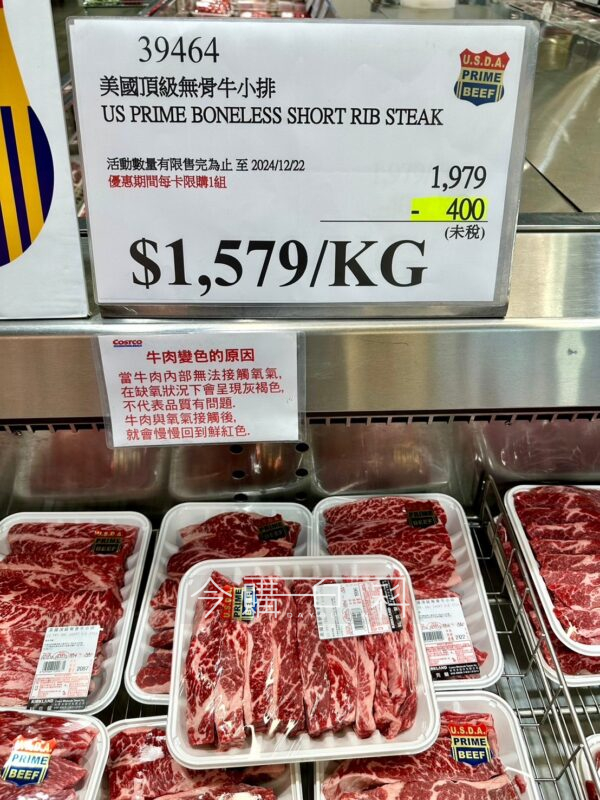 39464
美國頂級無骨牛小排
US PRIME BONELESS SHORT RIB STEAK
U.S.D.A.
PRIME
BEEF
活動數量有限售完為止 至 2024/12/22
優惠期間每卡限購1組
1,979
- 400
(未稅)
$1,579/KG
COSTCO
牛肉變色的原因
當牛肉內部無法接觸氧氣,
在缺氧狀況下會呈現灰褐色,
不代表品質有問題.
牛肉與氧氣接觸後,
就會慢慢回到鮮紅色.
U.S.D.A.
PRIME
BEEF
PRIME
BEEF
U.S.D.A.
PRIME
BEEF
U.S.D.A.
PRIME
BEEF